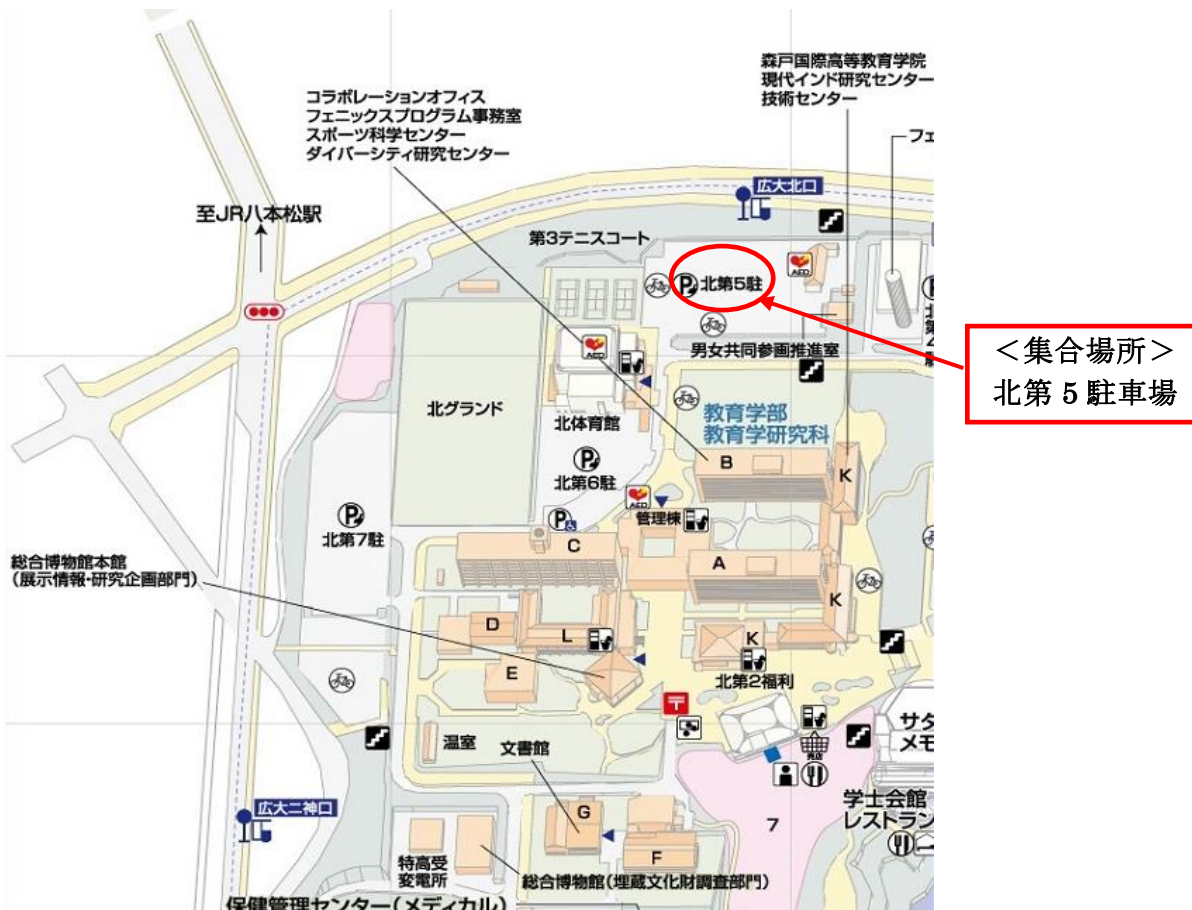 森戸国際高等教育学院
現代インド研究センター
技術センター
コラボレーションオフィス
フェニックスプログラム事務室
スポーツ科学センター
ダイバーシティ研究センター
フェ
広大北口
至JR八本松駅
第3テニスコート
AED
P 北第5駐
北第
男女共同参画推進室
<集合場所>
北第5駐車場
AED
北グランド
北体育館
教育学部
教育学研究科
B
K
P
北第6駐
AED
管理棟
P
北第7駐
P
C
A
総合博物館本館
(展示情報・研究企画部門)
K
D
L
K
E
北第2福利
〒
サタ
メモ
温室
文書館
売店
広大二神口
学士会館
レストラン
G
7
F
特高受
変電所
総合博物館(埋蔵文化財調査部門)
保健管理センター(メディカル)